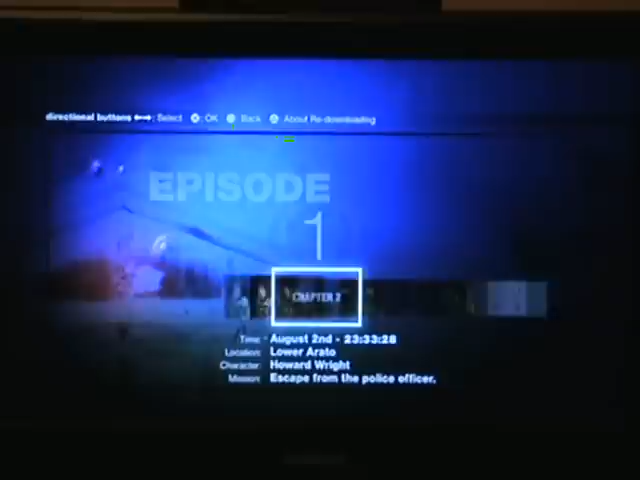 directional buttons ⟷: Select ⊗: OK ⊙: Back △: About Re-downloading
EPISODE
1
CHAPTER 2
Time: August 2nd - 23:33:28
Location: Lower Arato
Character: Howard Wright
Mission: Escape from the police officer.